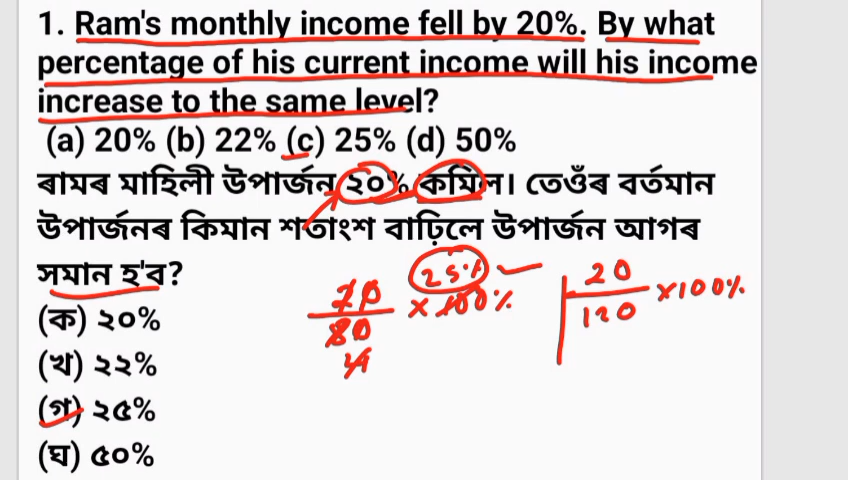 1. Ram's monthly income fell by 20%. By what
percentage of his current income will his income
increase to the same level?
(a) 20% (b) 22% (c) 25% (d) 50%
ৰামৰ মাহিলী উপাৰ্জন ২০% কমিল। তেওঁৰ বৰ্তমান
উপাৰ্জনৰ কিমান শতাংশ বাঢ়িলে উপাৰ্জন আগৰ
সমান হ'ব?
25%
20/80 × 100%
4
20/120 ×100%
(ক) ২০%
(খ) ২২%
(গ) ২৫%
(ঘ) ৫০%